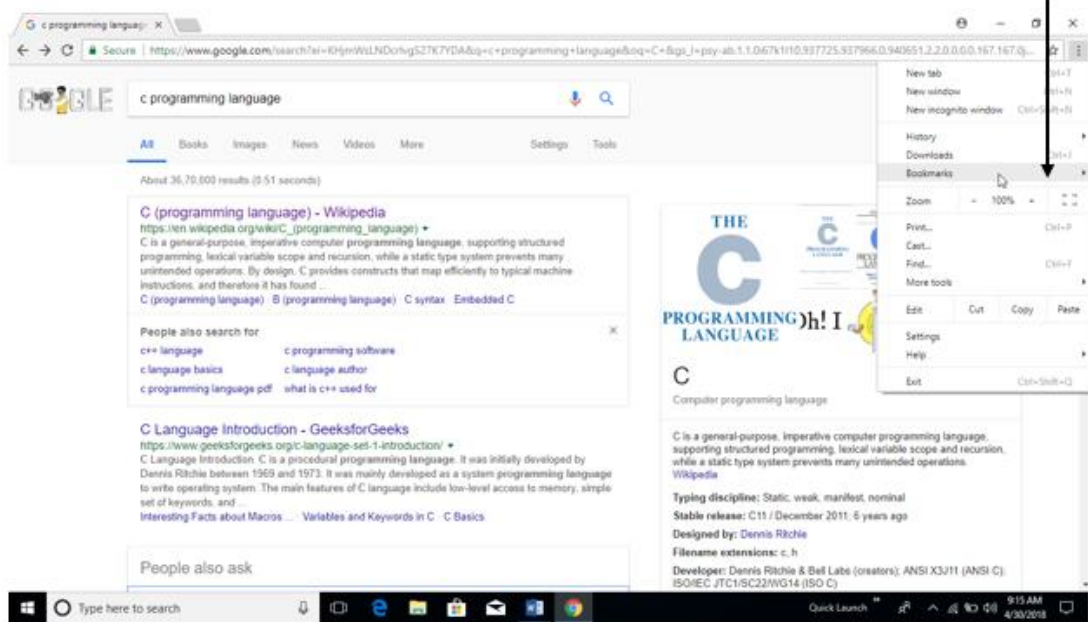 c programming languag
Secure
c programming language
All Books Images News Videos More Settings Tools
About 36,70,000 results (0.51 seconds)
C (programming language) - Wikipedia
https://en.wikipedia.org/wiki/C_(programming_language)
C is a general-purpose, imperative computer programming language, supporting structured
programming, lexical variable scope and recursion, while a static type system prevents many
unintended operations. By design, C provides constructs that map efficiently to typical machine
instructions, and therefore it has found ...
C (programming language) · B (programming language) · C syntax · Embedded C
People also search for
c++ language c programming software
c language basics c language author
c programming language pdf what is c++ used for
C Language Introduction - GeeksforGeeks
https://www.geeksforgeeks.org/c-language-set-1-introduction/
C Language Introduction. C is a procedural programming language. It was initially developed by
Dennis Ritchie between 1969 and 1973. It was mainly developed as a system programming language
to write operating system. The main features of C language include low-level access to memory, simple
set of keywords, and ...
Interesting Facts about Macros ... · Variables and Keywords in C · C Basics
People also ask
New tab Ctrl+T
New window Ctrl+N
New incognito window Ctrl+Shift+N
History
Downloads Ctrl+J
Bookmarks
Zoom - 100% +
Print... Ctrl+P
Cast...
Find... Ctrl+F
More tools
Edit Cut Copy Paste
Settings
Help
Exit Ctrl+Shift+Q
THE
C
PROGRAMMING
LANGUAGE
Oh! I
C
Computer programming language
C is a general-purpose, imperative computer programming language,
supporting structured programming, lexical variable scope and recursion,
while a static type system prevents many unintended operations.
Wikipedia
Typing discipline: Static, weak, manifest, nominal
Stable release: C11 / December 2011; 6 years ago
Designed by: Dennis Ritchie
Filename extensions: c, h
Developer: Dennis Ritchie & Bell Labs (creators); ANSI X3J11 (ANSI C);
ISO/IEC JTC1/SC22/WG14 (ISO C)
Type here to search
Quick Launch
9:15 AM
4/30/2018